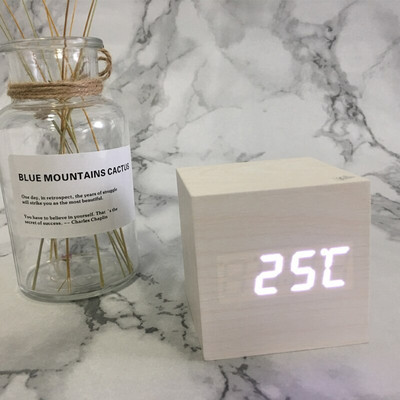 BLUE MOUNTAINS CACTUS
One day, in retrospect, the years of struggle
will strike you as the most beautiful.
You have to believe in yourself. That 's the
secret of success. -- Charles Chaplin
25℃